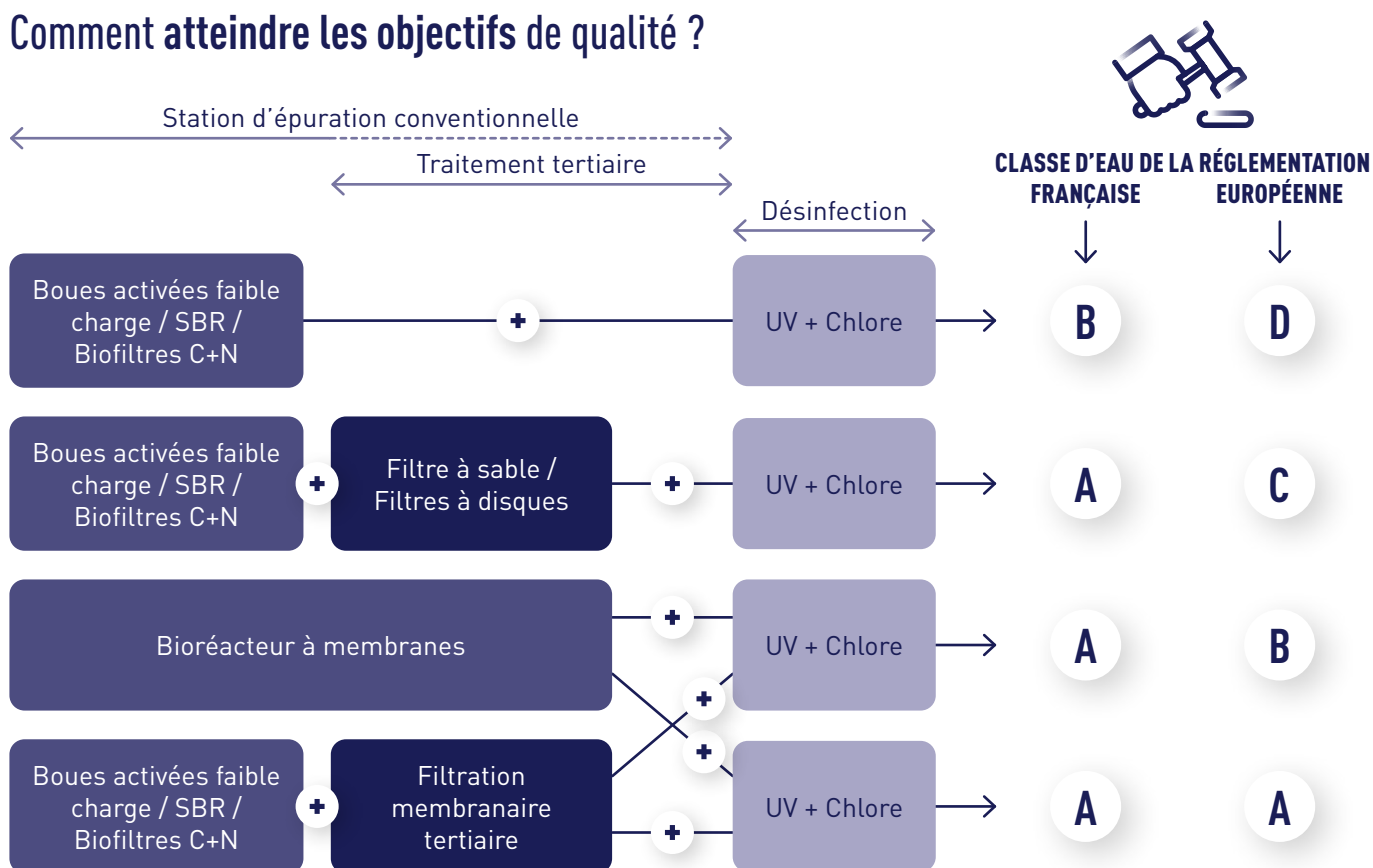 Comment atteindre les objectifs de qualité ?
Station d’épuration conventionnelle
Traitement tertiaire
Désinfection
CLASSE D’EAU DE LA RÉGLEMENTATION
FRANÇAISE
EUROPÉENNE
Boues activées faible
charge / SBR /
Biofiltres C+N
+
UV + Chlore
B
D
Boues activées faible
charge / SBR /
Biofiltres C+N
+
Filtre à sable /
Filtres à disques
+
UV + Chlore
A
C
Bioréacteur à membranes
+
UV + Chlore
A
B
+
+
Boues activées faible
charge / SBR /
Biofiltres C+N
+
Filtration
membranaire
tertiaire
+
UV + Chlore
A
A